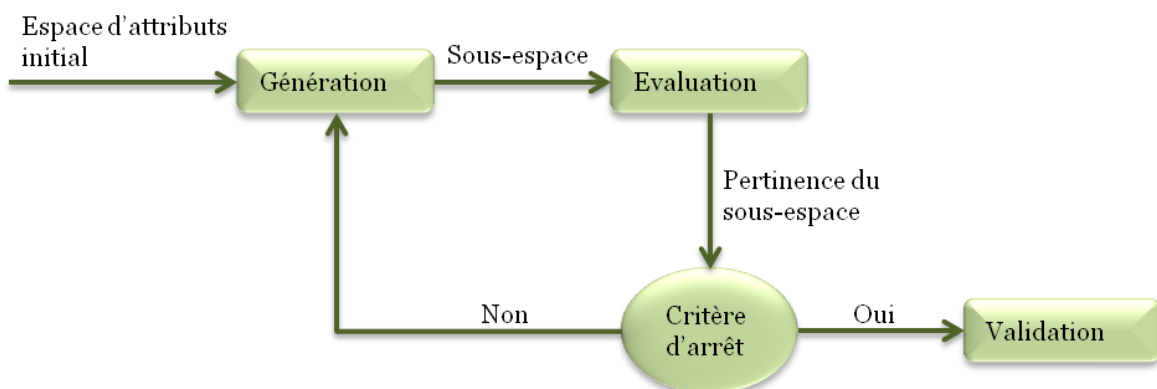 Espace d'attributs
initial
Génération
Sous-espace
Evaluation
Pertinence du
sous-espace
Non
Critère
d'arrêt
Oui
Validation